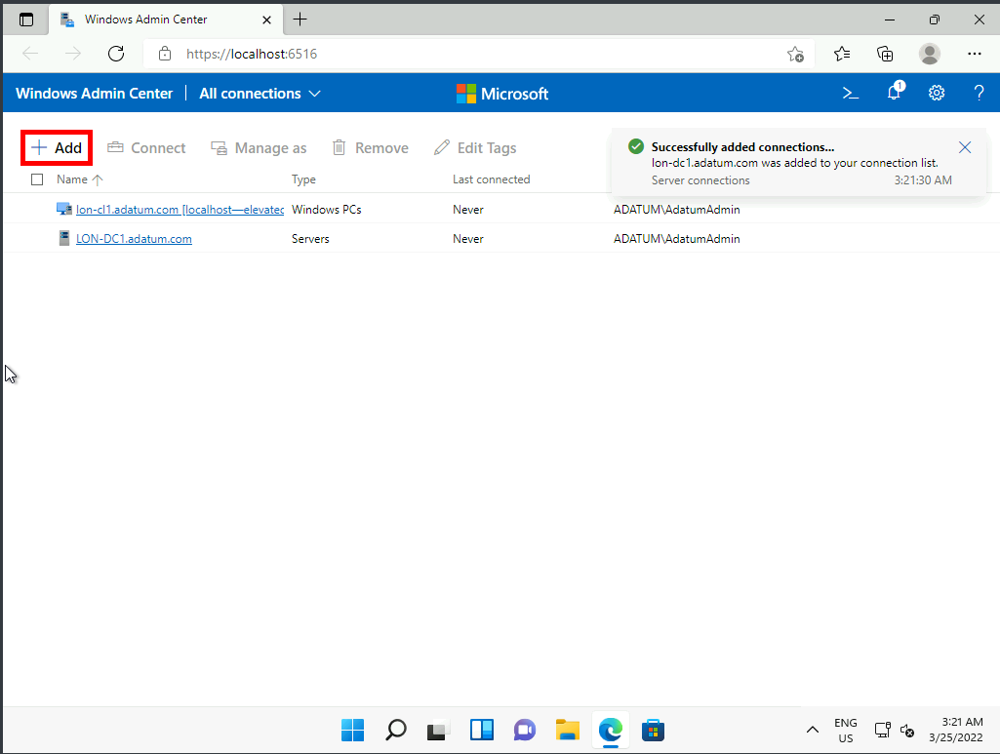 Windows Admin Center
https://localhost:6516
Windows Admin Center | All connections
Microsoft
1
Add
Connect
Manage as
Remove
Edit Tags
Successfully added connections...
lon-dc1.adatum.com was added to your connection list.
Server connections 3:21:30 AM
Name Type Last connected
lon-cl1.adatum.com [localhost—elevated Windows PCs Never ADATUM\AdatumAdmin
LON-DC1.adatum.com Servers Never ADATUM\AdatumAdmin
ENG
US
3:21 AM
3/25/2022